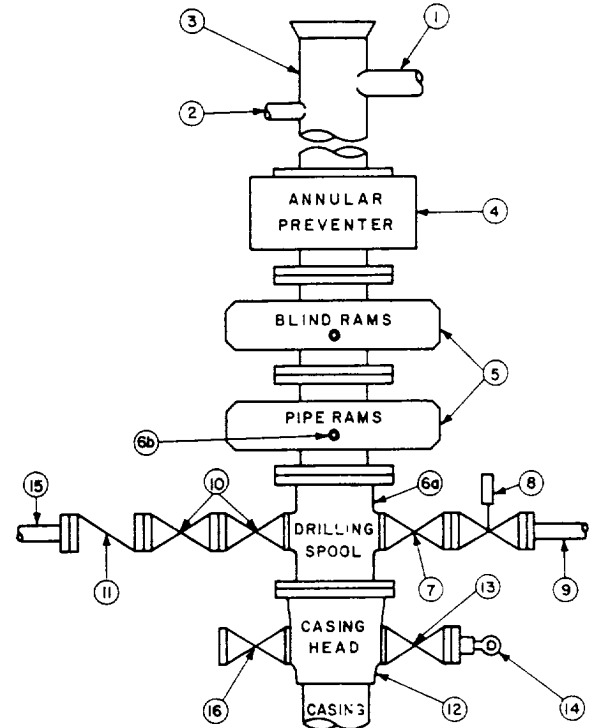 1
3
2
ANNULAR
PREVENTER
4
BLIND RAMS
5
PIPE RAMS
6b
6a
8
15
10
DRILLING
SPOOL
11
7
9
13
CASING
HEAD
16
12
14
CASING